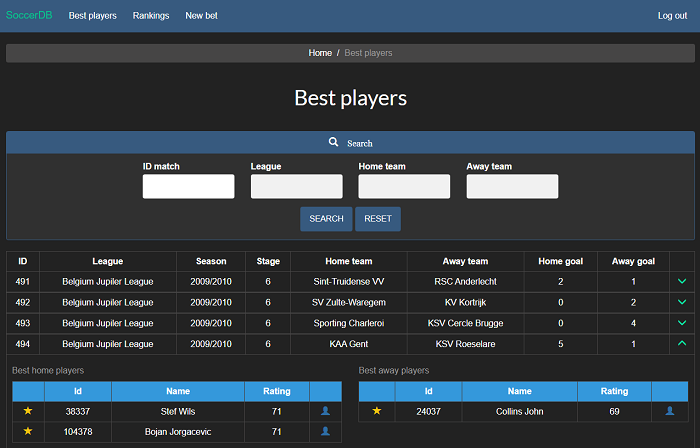 SoccerDB Best players Rankings New bet Log out
Home / Best players
Best players
Search
ID match League Home team Away team
SEARCH RESET
ID League Season Stage Home team Away team Home goal Away goal
491 Belgium Jupiler League 2009/2010 6 Sint-Truidense VV RSC Anderlecht 2 1
492 Belgium Jupiler League 2009/2010 6 SV Zulte-Waregem KV Kortrijk 0 2
493 Belgium Jupiler League 2009/2010 6 Sporting Charleroi KSV Cercle Brugge 0 4
494 Belgium Jupiler League 2009/2010 6 KAA Gent KSV Roeselare 5 1
Best home players
Id Name Rating
38337 Stef Wils 71
104378 Bojan Jorgacevic 71
Best away players
Id Name Rating
24037 Collins John 69